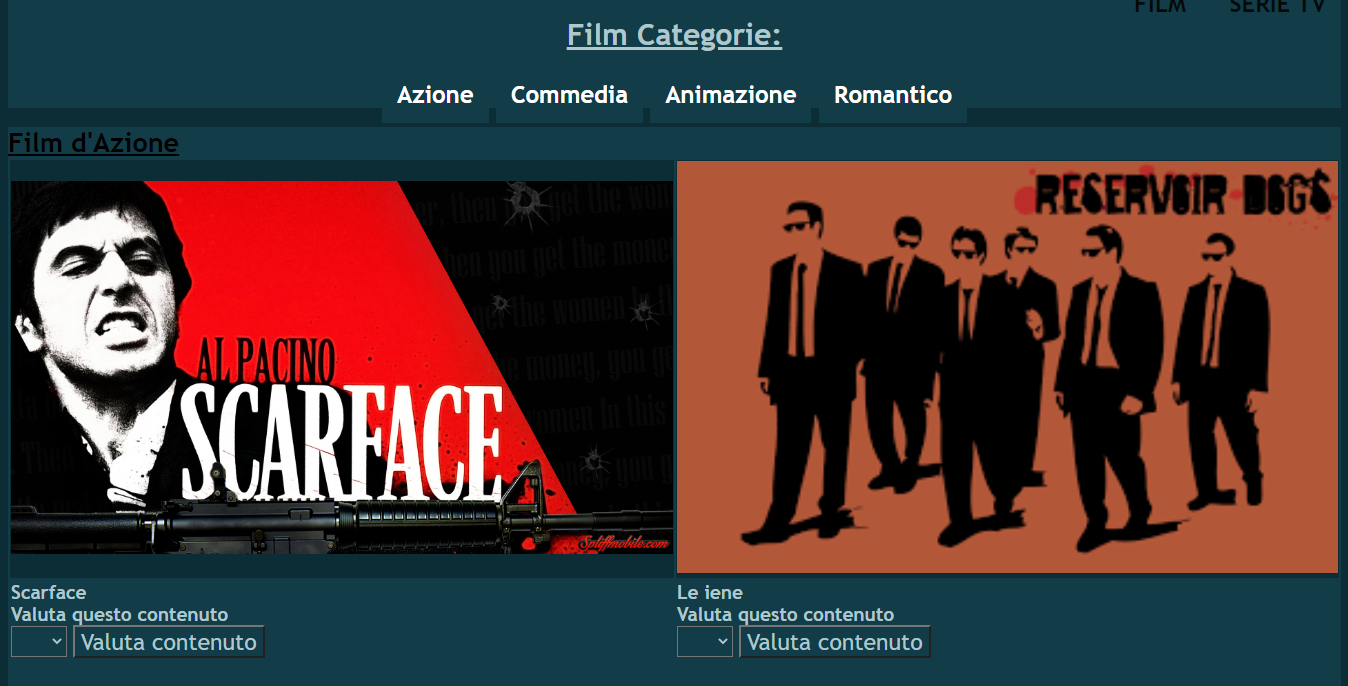 FILM SERIE TV
Film Categorie:
Azione Commedia Animazione Romantico
Film d'Azione
AL PACINO
SCARFACE
Spliffmobile.com
RESERVOIR DOGS
Scarface
Valuta questo contenuto
Valuta contenuto
Le iene
Valuta questo contenuto
Valuta contenuto